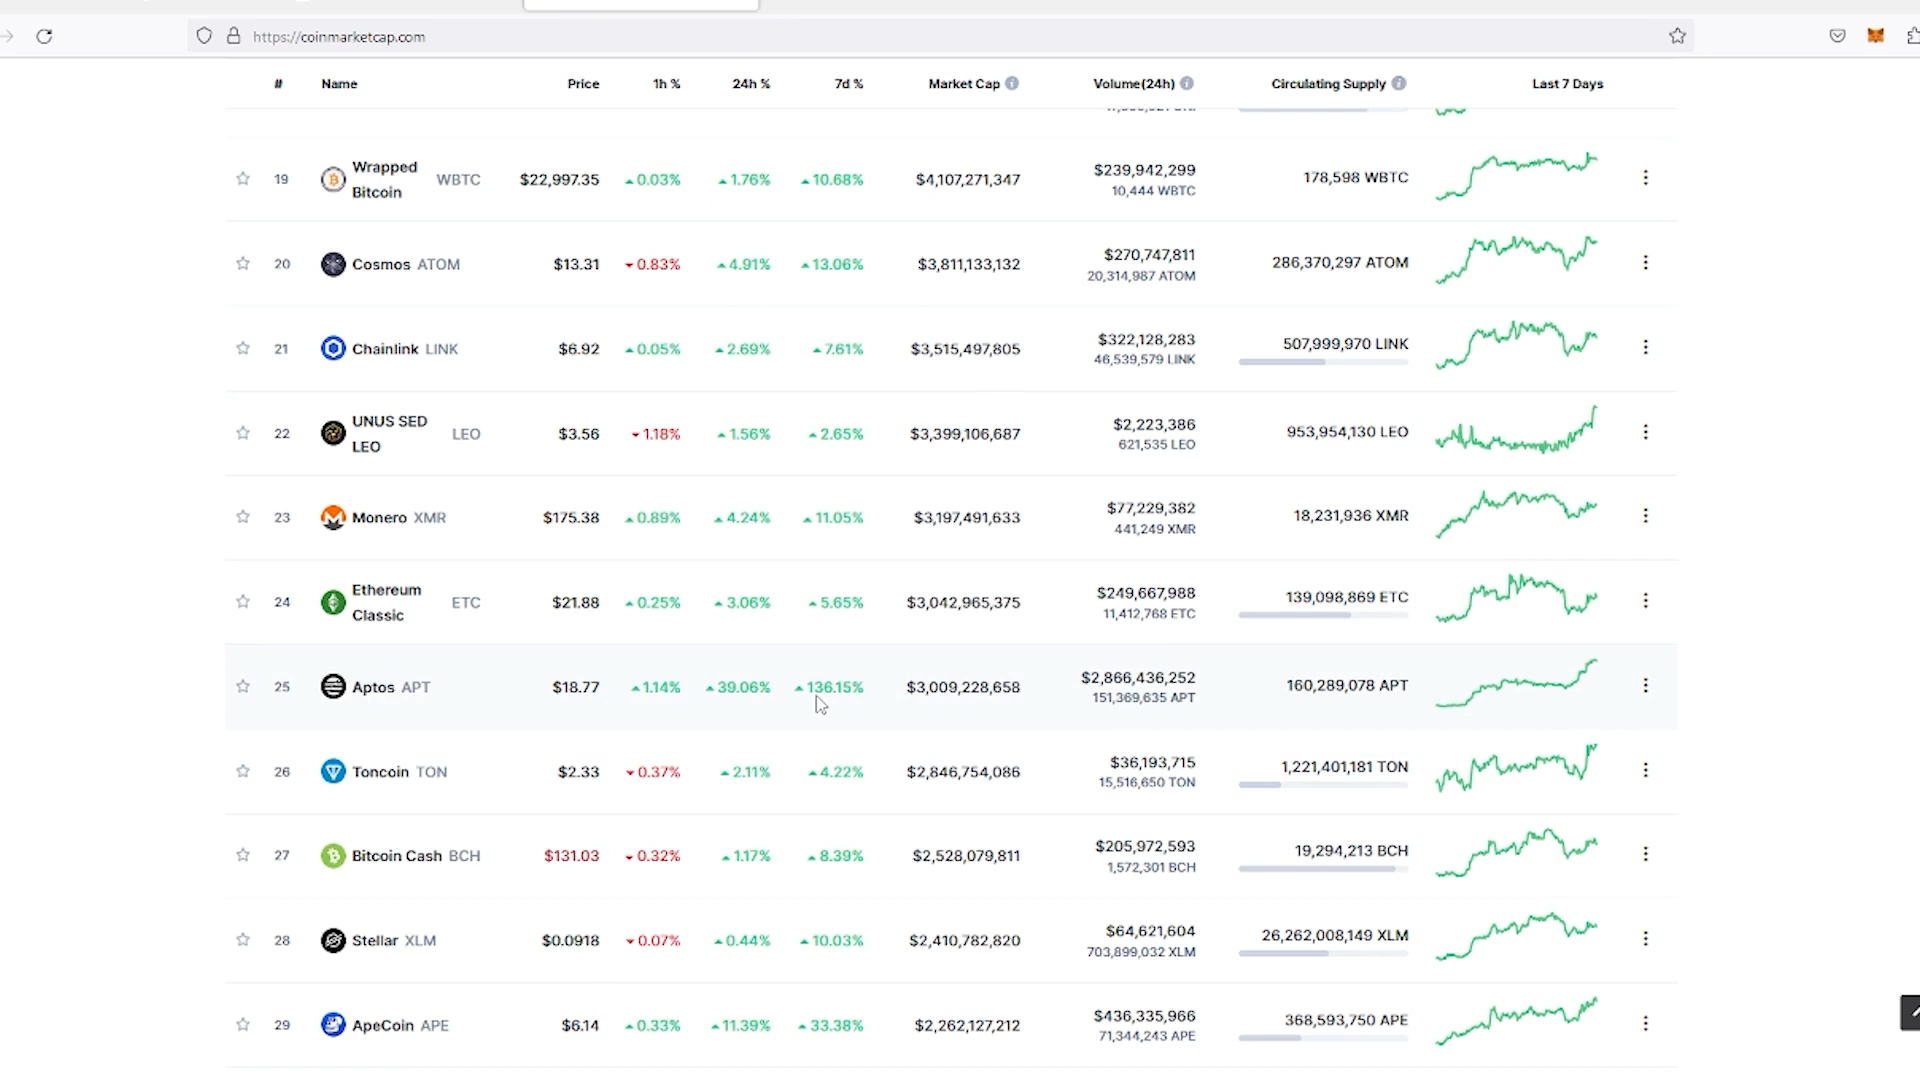 https://coinmarketcap.com
# Name Price 1h % 24h % 7d % Market Cap Volume(24h) Circulating Supply Last 7 Days
19 Wrapped Bitcoin WBTC $22,997.35 0.03% 1.76% 10.68% $4,107,271,347 $239,942,299 178,598 WBTC
10,444 WBTC
20 Cosmos ATOM $13.31 0.83% 4.91% 13.06% $3,811,133,132 $270,747,811 286,370,297 ATOM
20,314,987 ATOM
21 Chainlink LINK $6.92 0.05% 2.69% 7.61% $3,515,497,805 $322,128,283 507,999,970 LINK
46,539,579 LINK
22 UNUS SED LEO LEO $3.56 1.18% 1.56% 2.65% $3,399,106,687 $2,223,386 953,954,130 LEO
621,535 LEO
23 Monero XMR $175.38 0.89% 4.24% 11.05% $3,197,491,633 $77,229,382 18,231,936 XMR
441,249 XMR
24 Ethereum Classic ETC $21.88 0.25% 3.06% 5.65% $3,042,965,375 $249,667,988 139,098,869 ETC
11,412,768 ETC
25 Aptos APT $18.77 1.14% 39.06% 136.15% $3,009,228,658 $2,866,436,252 160,289,078 APT
151,369,635 APT
26 Toncoin TON $2.33 0.37% 2.11% 4.22% $2,846,754,086 $36,193,715 1,221,401,181 TON
15,516,650 TON
27 Bitcoin Cash BCH $131.03 0.32% 1.17% 8.39% $2,528,079,811 $205,972,593 19,294,213 BCH
1,572,301 BCH
28 Stellar XLM $0.0918 0.07% 0.44% 10.03% $2,410,782,820 $64,621,604 26,262,008,149 XLM
703,899,032 XLM
29 ApeCoin APE $6.14 0.33% 11.39% 33.38% $2,262,127,212 $436,335,966 368,593,750 APE
71,344,243 APE